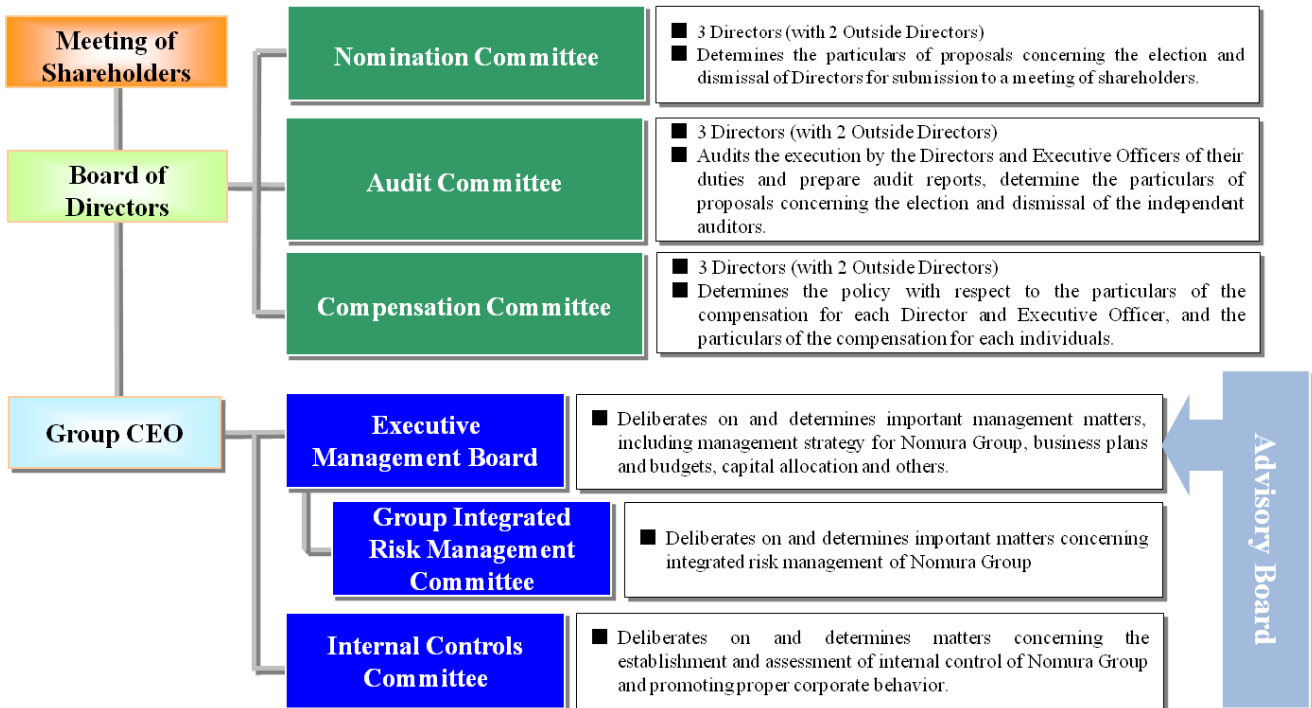 Meeting of
Shareholders
Nomination Committee
■ 3 Directors (with 2 Outside Directors)
■ Determines the particulars of proposals concerning the election and
dismissal of Directors for submission to a meeting of shareholders.
Board of
Directors
Audit Committee
■ 3 Directors (with 2 Outside Directors)
■ Audits the execution by the Directors and Executive Officers of their
duties and prepare audit reports, determine the particulars of
proposals concerning the election and dismissal of the independent
auditors.
Compensation Committee
■ 3 Directors (with 2 Outside Directors)
■ Determines the policy with respect to the particulars of the
compensation for each Director and Executive Officer, and the
particulars of the compensation for each individuals.
Group CEO
Executive
Management Board
■ Deliberates on and determines important management matters,
including management strategy for Nomura Group, business plans
and budgets, capital allocation and others.
Group Integrated
Risk Management
Committee
■ Deliberates on and determines important matters concerning
integrated risk management of Nomura Group
Internal Controls
Committee
■ Deliberates on and determines matters concerning the
establishment and assessment of internal control of Nomura Group
and promoting proper corporate behavior.
Advisory Board